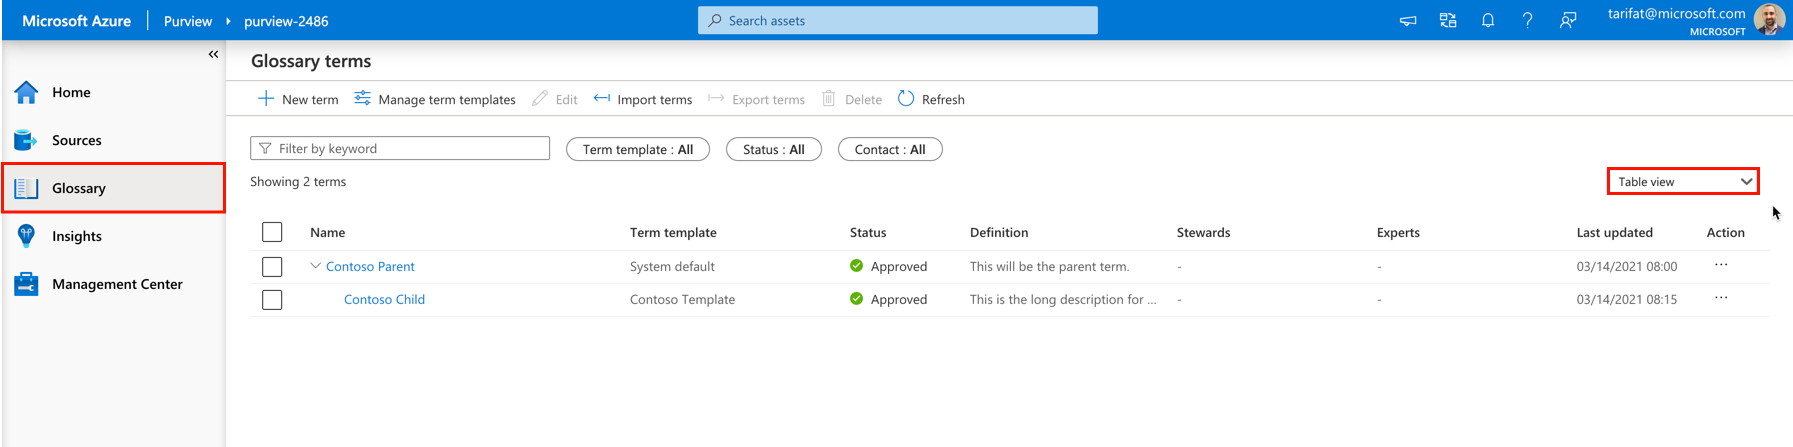 Microsoft Azure Purview purview-2486 Search assets tarifat@microsoft.com
MICROSOFT
Glossary terms
Home
Sources
Glossary
Insights
Management Center
New term Manage term templates Edit Import terms Export terms Delete Refresh
Filter by keyword Term template : All Status : All Contact : All
Showing 2 terms Table view
Name Term template Status Definition Stewards Experts Last updated Action
Contoso Parent System default Approved This will be the parent term. - - 03/14/2021 08:00 ...
Contoso Child Contoso Template Approved This is the long description for ... - - 03/14/2021 08:15 ...